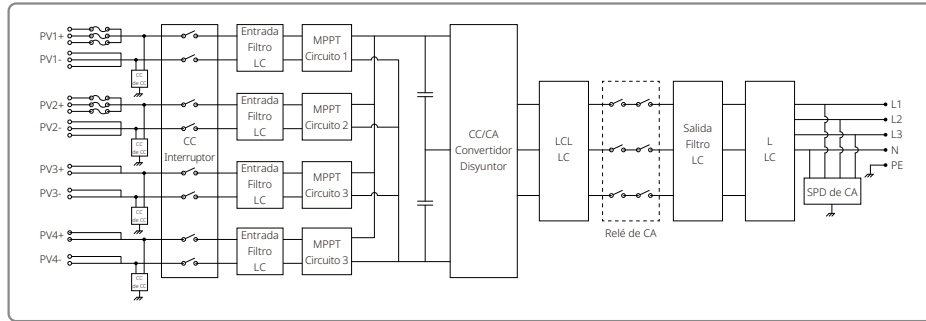 PV1+
PV1-
CC
de CC
PV2+
PV2-
CC
de CC
PV3+
PV3-
CC
de CC
PV4+
PV4-
CC
de CC
CC
Interruptor
Entrada
Filtro
LC
MPPT
Circuito 1
Entrada
Filtro
LC
MPPT
Circuito 2
Entrada
Filtro
LC
MPPT
Circuito 3
Entrada
Filtro
LC
MPPT
Circuito 3
CC/CA
Convertidor
Disyuntor
LCL
LC
Relé de CA
Salida
Filtro
LC
L
LC
L1
L2
L3
N
PE
SPD de CA